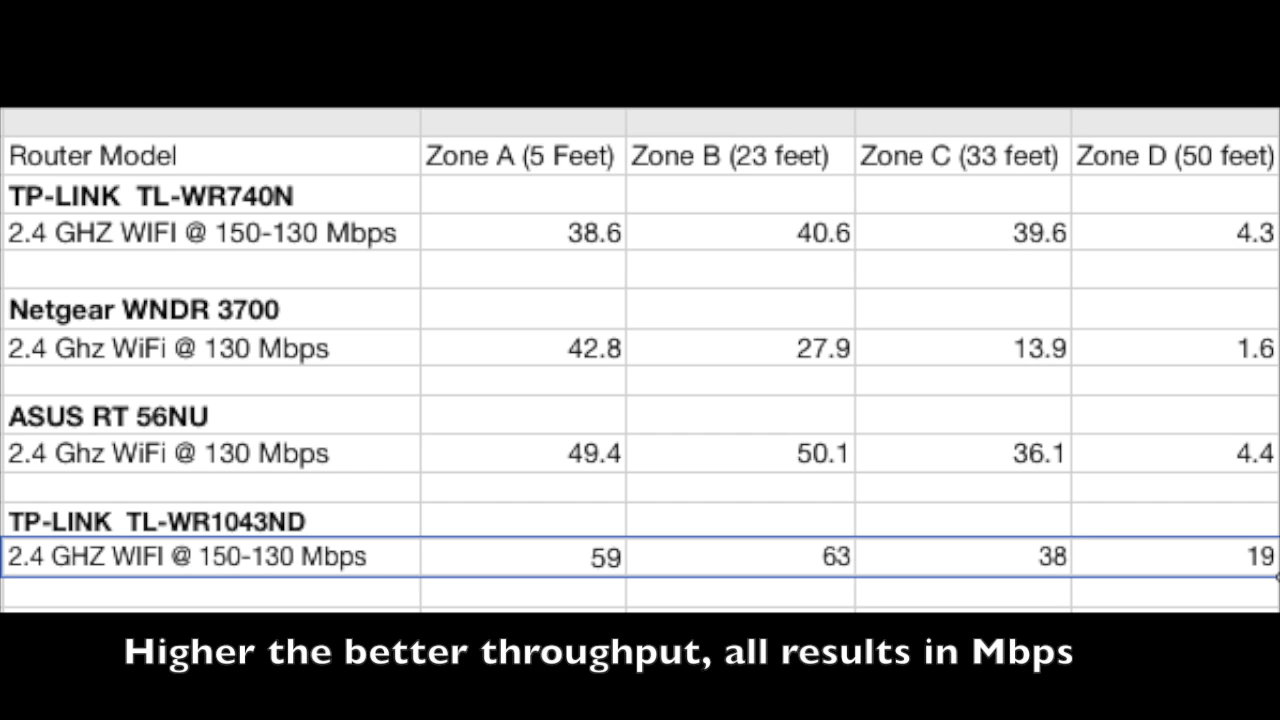 Router Model Zone A (5 Feet) Zone B (23 feet) Zone C (33 feet) Zone D (50 feet)
TP-LINK TL-WR740N
2.4 GHZ WIFI @ 150-130 Mbps 38.6 40.6 39.6 4.3
Netgear WNDR 3700
2.4 Ghz WiFi @ 130 Mbps 42.8 27.9 13.9 1.6
ASUS RT 56NU
2.4 Ghz WiFi @ 130 Mbps 49.4 50.1 36.1 4.4
TP-LINK TL-WR1043ND
2.4 GHZ WIFI @ 150-130 Mbps 59 63 38 19
Higher the better throughput, all results in Mbps